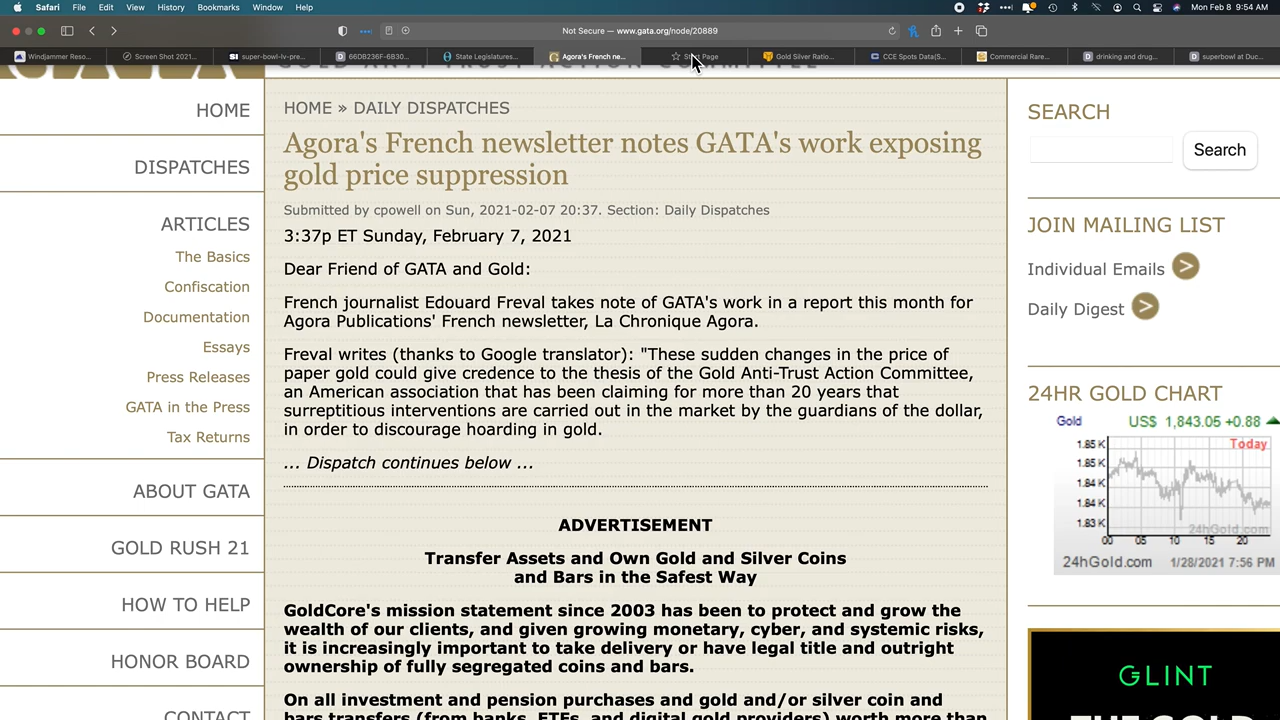 Safari File Edit View History Bookmarks Window Help
Mon Feb 8 9:54 AM
Not Secure — www.gata.org/node/20889
Windjammer Reso...
Screen Shot 2021...
super-bowl-lv-pre...
66DB236F-6B30...
State Legislatures...
Agora's French ne...
Page
Gold Silver Ratio...
CCE Spots Data(S...
Commercial Rare...
drinking and drug...
superbowl at Duc...
HOME
DISPATCHES
ARTICLES
The Basics
Confiscation
Documentation
Essays
Press Releases
GATA in the Press
Tax Returns
ABOUT GATA
GOLD RUSH 21
HOW TO HELP
HONOR BOARD
CONTACT
HOME » DAILY DISPATCHES
Agora's French newsletter notes GATA's work exposing
gold price suppression
Submitted by cpowell on Sun, 2021-02-07 20:37. Section: Daily Dispatches
3:37p ET Sunday, February 7, 2021
Dear Friend of GATA and Gold:
French journalist Edouard Freval takes note of GATA's work in a report this month for
Agora Publications' French newsletter, La Chronique Agora.
Freval writes (thanks to Google translator): "These sudden changes in the price of
paper gold could give credence to the thesis of the Gold Anti-Trust Action Committee,
an American association that has been claiming for more than 20 years that
surreptitious interventions are carried out in the market by the guardians of the dollar,
in order to discourage hoarding in gold.
... Dispatch continues below ...
ADVERTISEMENT
Transfer Assets and Own Gold and Silver Coins
and Bars in the Safest Way
GoldCore's mission statement since 2003 has been to protect and grow the
wealth of our clients, and given growing monetary, cyber, and systemic risks,
it is increasingly important to take delivery or have legal title and outright
ownership of fully segregated coins and bars.
On all investment and pension purchases and gold and/or silver coin and
bars transfers (from banks, ETFs, and digital gold providers) worth more than
SEARCH
Search
JOIN MAILING LIST
Individual Emails >
Daily Digest >
24HR GOLD CHART
Gold US$ 1,843.05 +0.88
Today
1.85 K
1.85 K
1.84 K
1.84 K
1.83 K
00 05 10 15 20
24hGold.com
24hGold.com 1/28/2021 7:56 PM
GLINT
THE GOLD